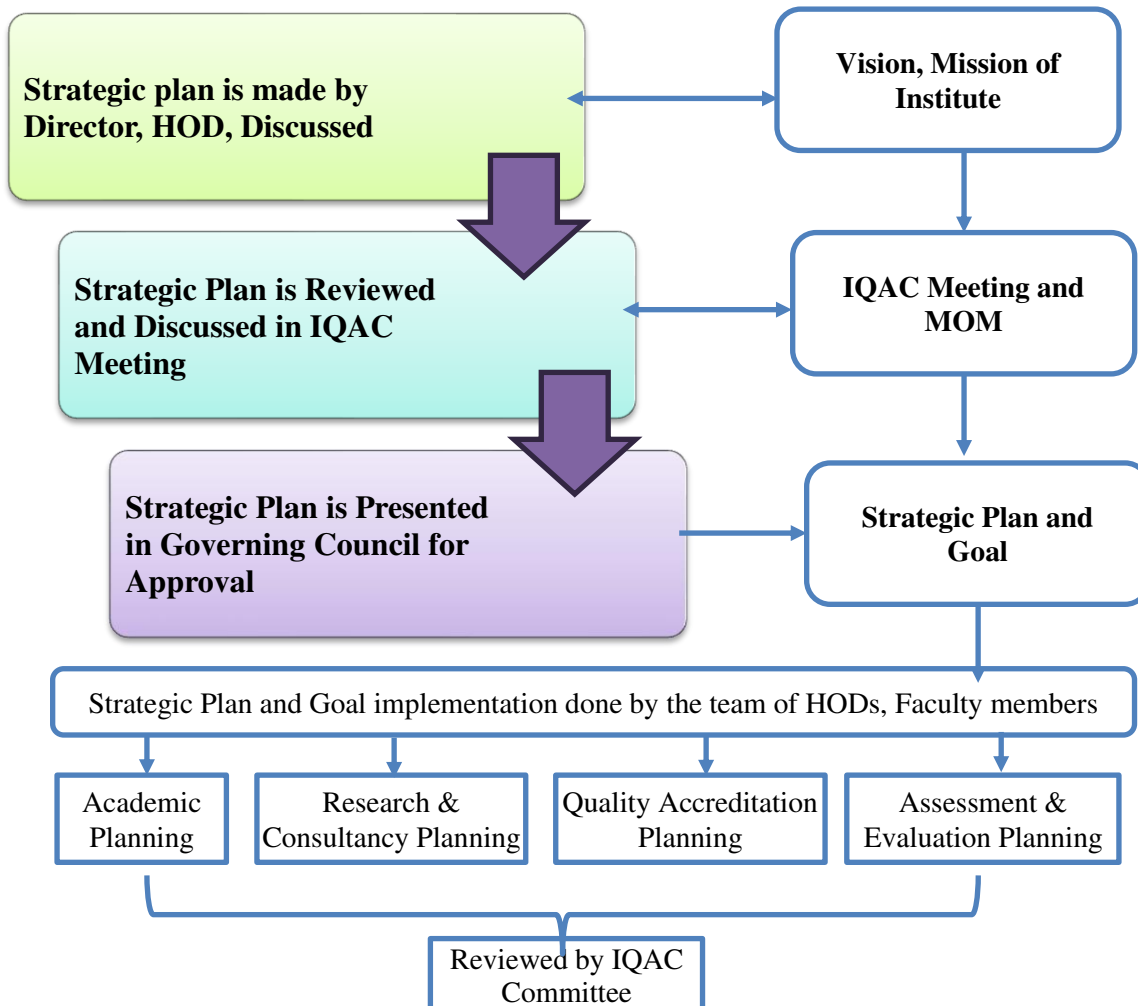 Strategic plan is made by
Director, HOD, Discussed
Vision, Mission of
Institute
Strategic Plan is Reviewed
and Discussed in IQAC
Meeting
IQAC Meeting and
MOM
Strategic Plan is Presented
in Governing Council for
Approval
Strategic Plan and
Goal
Strategic Plan and Goal implementation done by the team of HODs, Faculty members
Academic
Planning
Research &
Consultancy Planning
Quality Accreditation
Planning
Assessment &
Evaluation Planning
Reviewed by IQAC
Committee